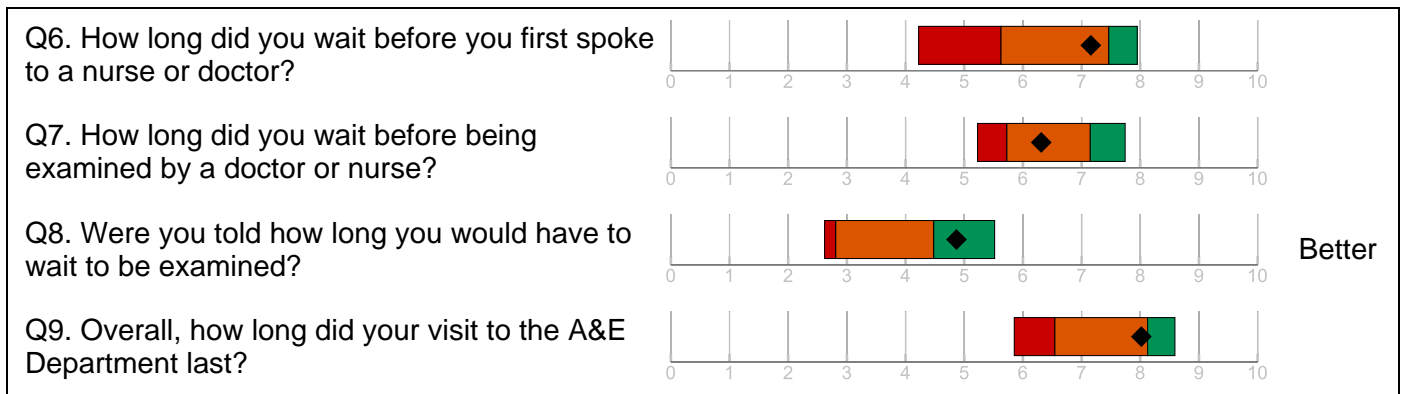 Q6. How long did you wait before you first spoke
to a nurse or doctor?
0 1 2 3 4 5 6 7 8 9 10
Q7. How long did you wait before being
examined by a doctor or nurse?
0 1 2 3 4 5 6 7 8 9 10
Q8. Were you told how long you would have to
wait to be examined?
0 1 2 3 4 5 6 7 8 9 10
Better
Q9. Overall, how long did your visit to the A&E
Department last?
0 1 2 3 4 5 6 7 8 9 10